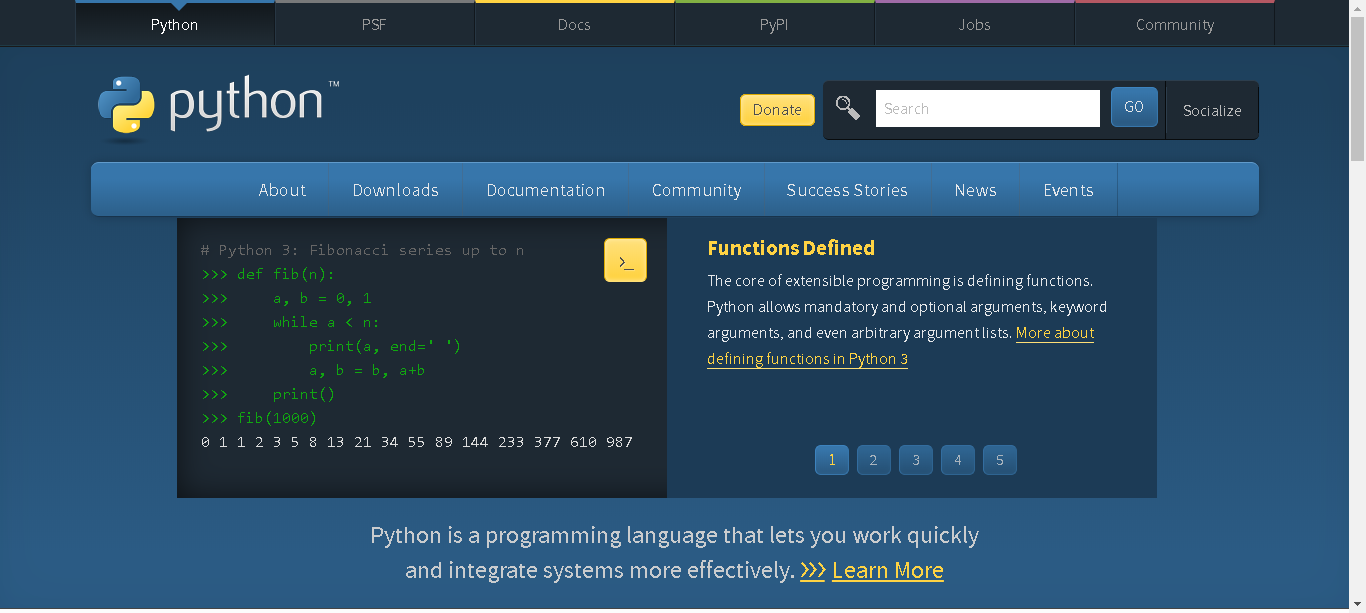 Python PSF Docs PyPI Jobs Community
python™
Donate Search GO Socialize
About Downloads Documentation Community Success Stories News Events
# Python 3: Fibonacci series up to n
>>> def fib(n):
>>>     a, b = 0, 1
>>>     while a < n:
>>>         print(a, end=' ')
>>>         a, b = b, a+b
>>>     print()
>>> fib(1000)
0 1 1 2 3 5 8 13 21 34 55 89 144 233 377 610 987
>_
Functions Defined
The core of extensible programming is defining functions.
Python allows mandatory and optional arguments, keyword
arguments, and even arbitrary argument lists. More about
defining functions in Python 3
1 2 3 4 5
Python is a programming language that lets you work quickly
and integrate systems more effectively. >>> Learn More